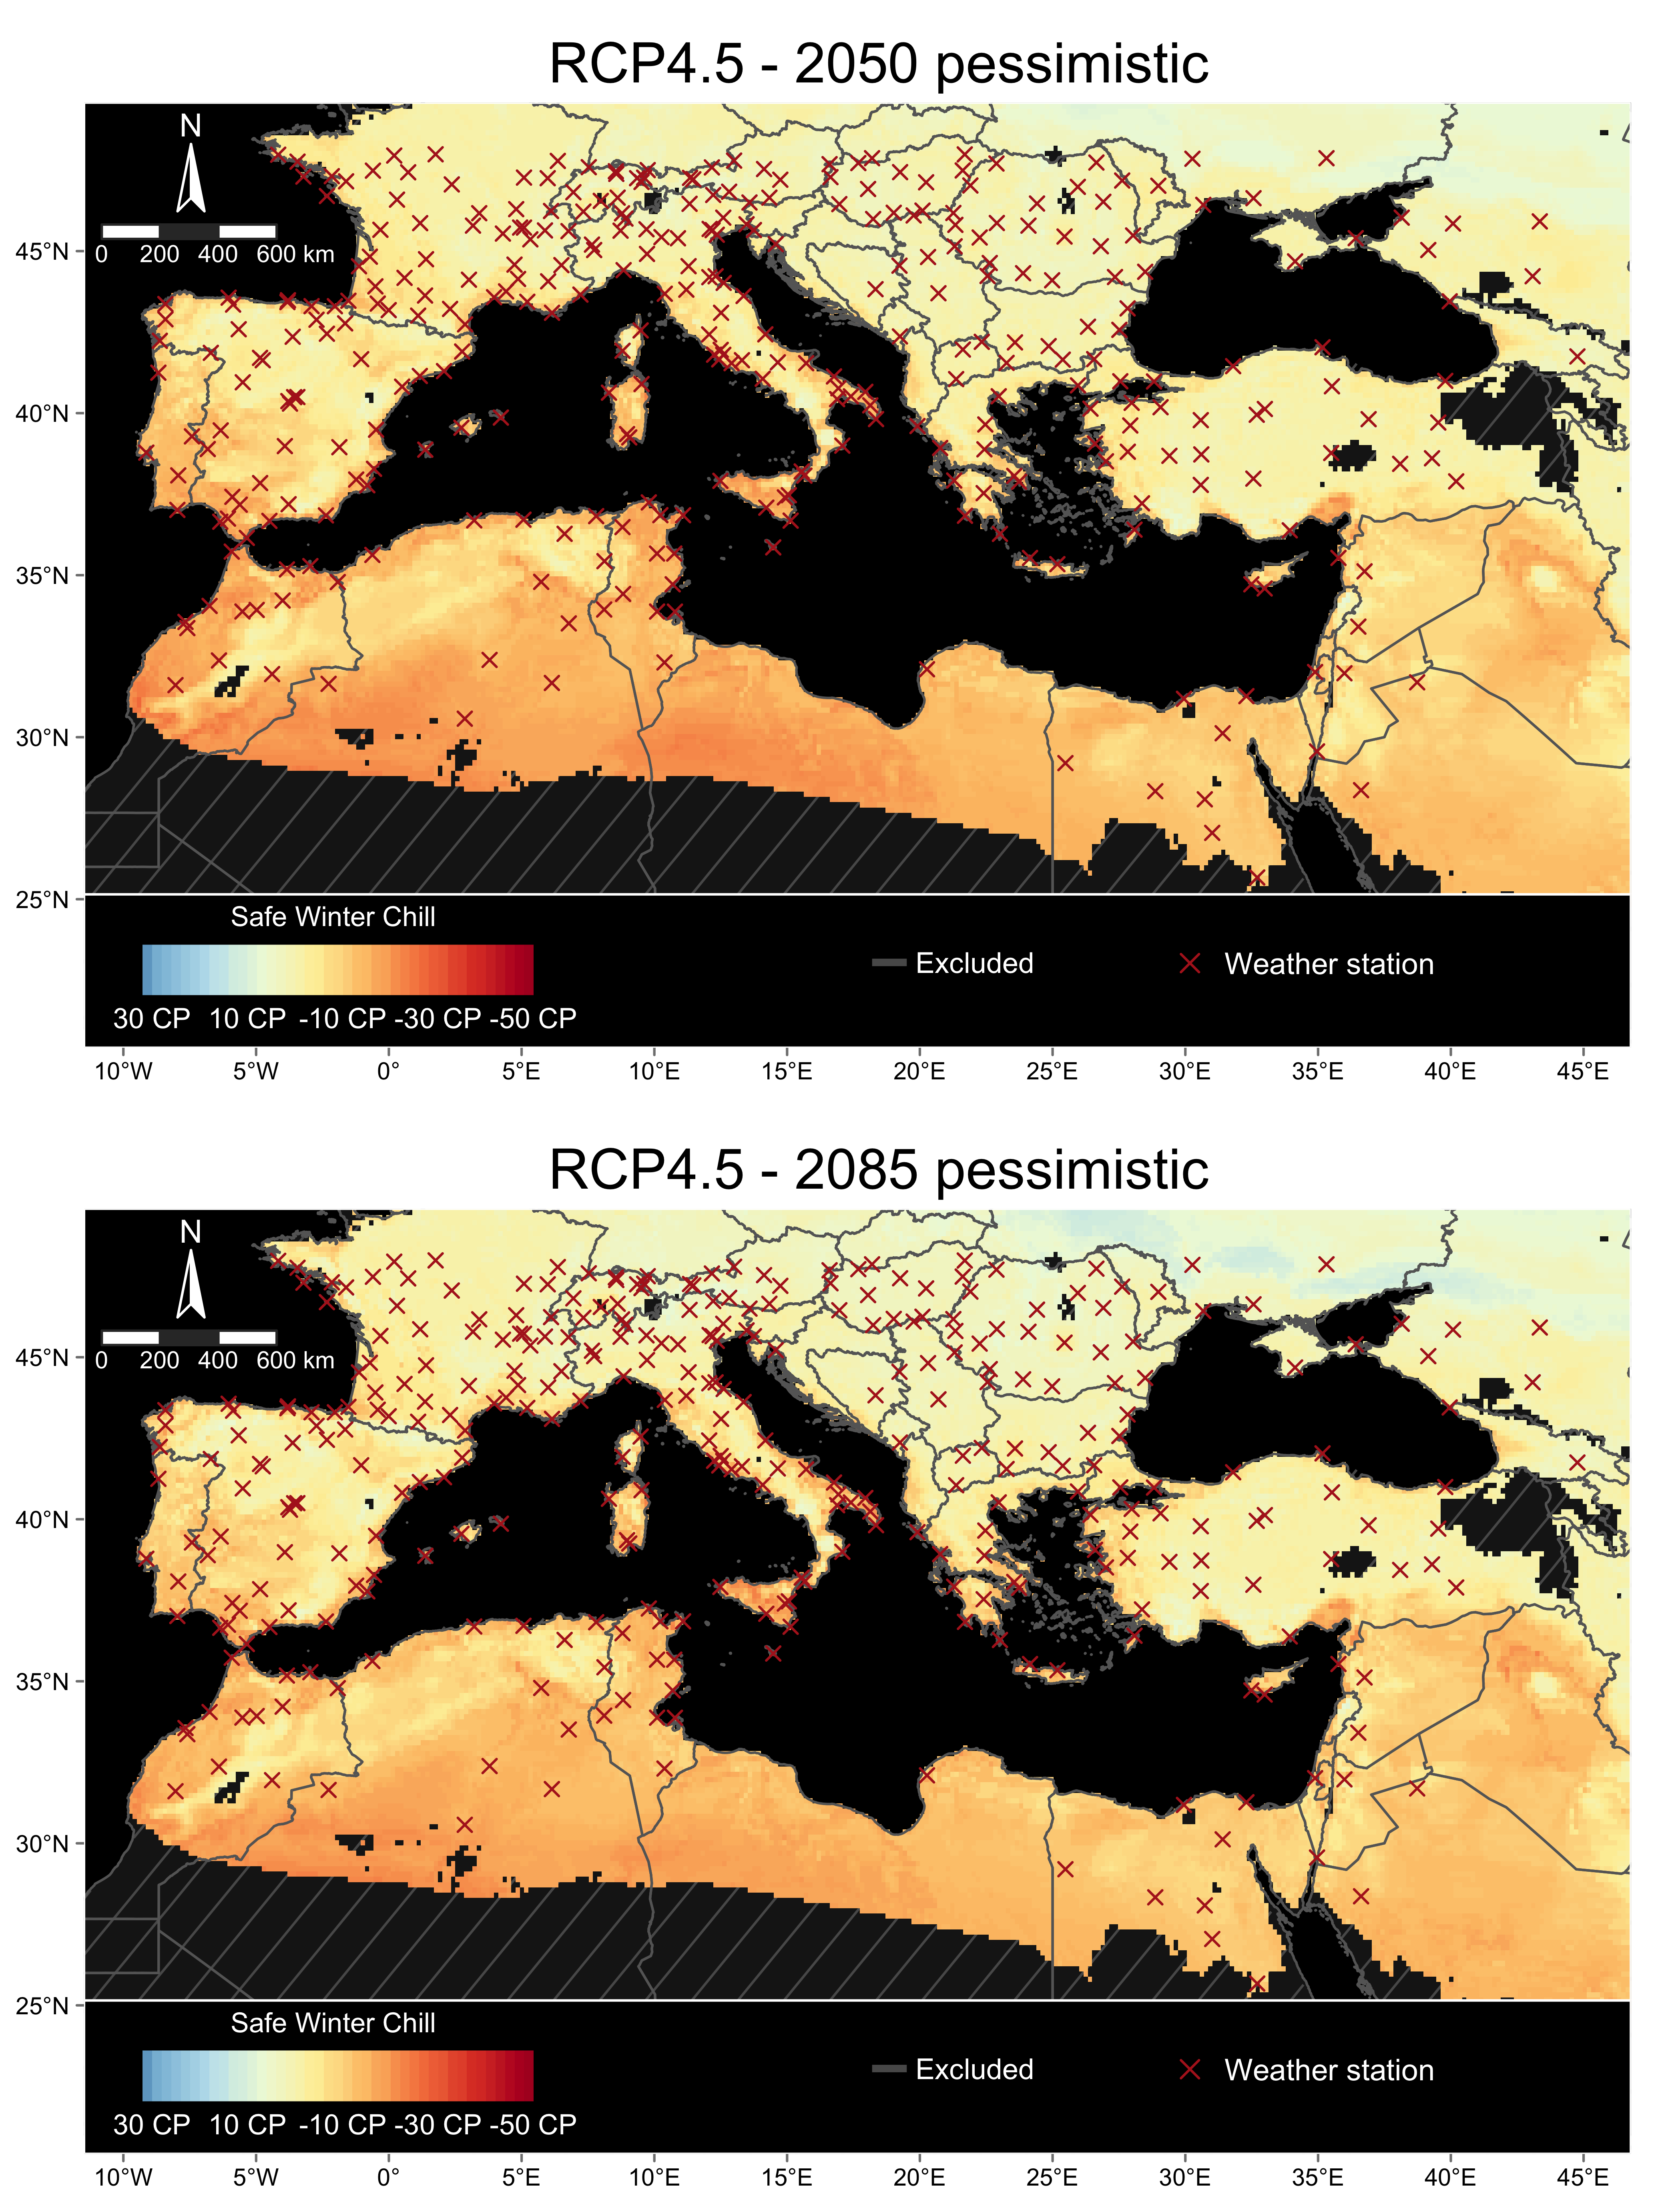 RCP4.5 - 2050 pessimistic
N
0 200 400 600 km
45°N
40°N
35°N
30°N
25°N
Safe Winter Chill
30 CP 10 CP -10 CP -30 CP -50 CP
Excluded
Weather station
10°W 5°W 0° 5°E 10°E 15°E 20°E 25°E 30°E 35°E 40°E 45°E
RCP4.5 - 2085 pessimistic
N
0 200 400 600 km
45°N
40°N
35°N
30°N
25°N
Safe Winter Chill
30 CP 10 CP -10 CP -30 CP -50 CP
Excluded
Weather station
10°W 5°W 0° 5°E 10°E 15°E 20°E 25°E 30°E 35°E 40°E 45°E